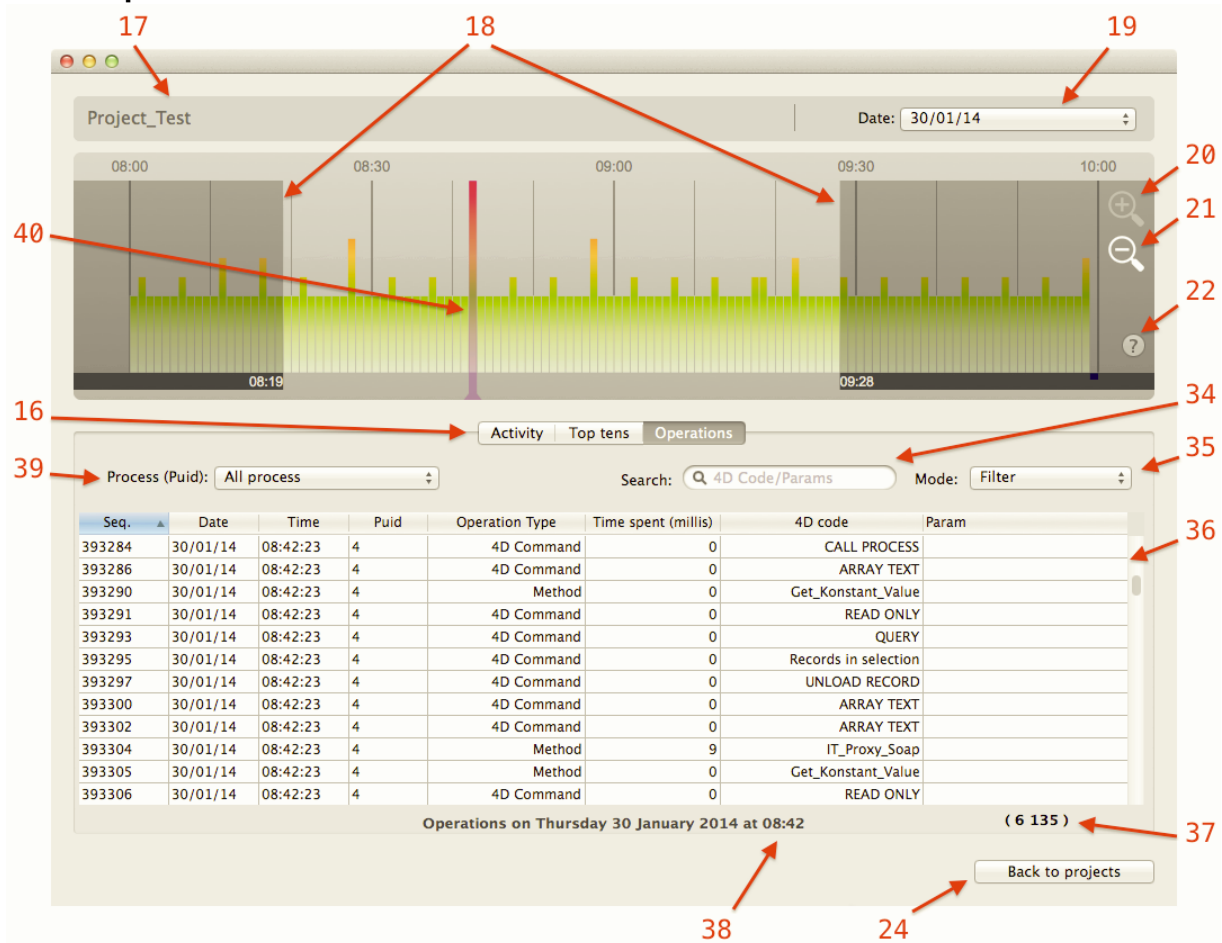 17 18 19
Project_Test Date: 30/01/14
08:00 08:30 09:00 09:30 10:00
20
21
40
22
?
08:19 09:28
16 34
Activity Top tens Operations
35
39 Process (Puid): All process Search: 4D Code/Params Mode: Filter
Seq. Date Time Puid Operation Type Time spent (millis) 4D code Param
36
393284 30/01/14 08:42:23 4 4D Command 0 CALL PROCESS
393286 30/01/14 08:42:23 4 4D Command 0 ARRAY TEXT
393290 30/01/14 08:42:23 4 Method 0 Get_Konstant_Value
393291 30/01/14 08:42:23 4 4D Command 0 READ ONLY
393293 30/01/14 08:42:23 4 4D Command 0 QUERY
393295 30/01/14 08:42:23 4 4D Command 0 Records in selection
393297 30/01/14 08:42:23 4 4D Command 0 UNLOAD RECORD
393300 30/01/14 08:42:23 4 4D Command 0 ARRAY TEXT
393302 30/01/14 08:42:23 4 4D Command 0 ARRAY TEXT
393304 30/01/14 08:42:23 4 Method 9 IT_Proxy_Soap
393305 30/01/14 08:42:23 4 Method 0 Get_Konstant_Value
393306 30/01/14 08:42:23 4 4D Command 0 READ ONLY
Operations on Thursday 30 January 2014 at 08:42 ( 6 135 ) 37
Back to projects
38 24